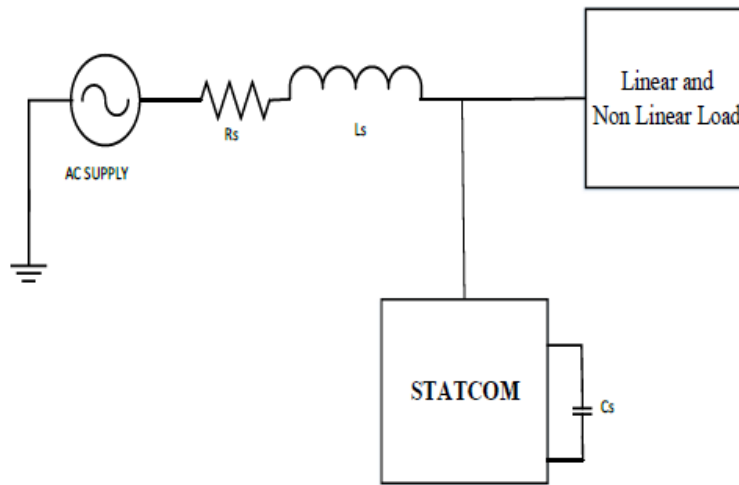 Linear and
Non Linear Load
Rs
Ls
AC SUPPLY
STATCOM
Cs